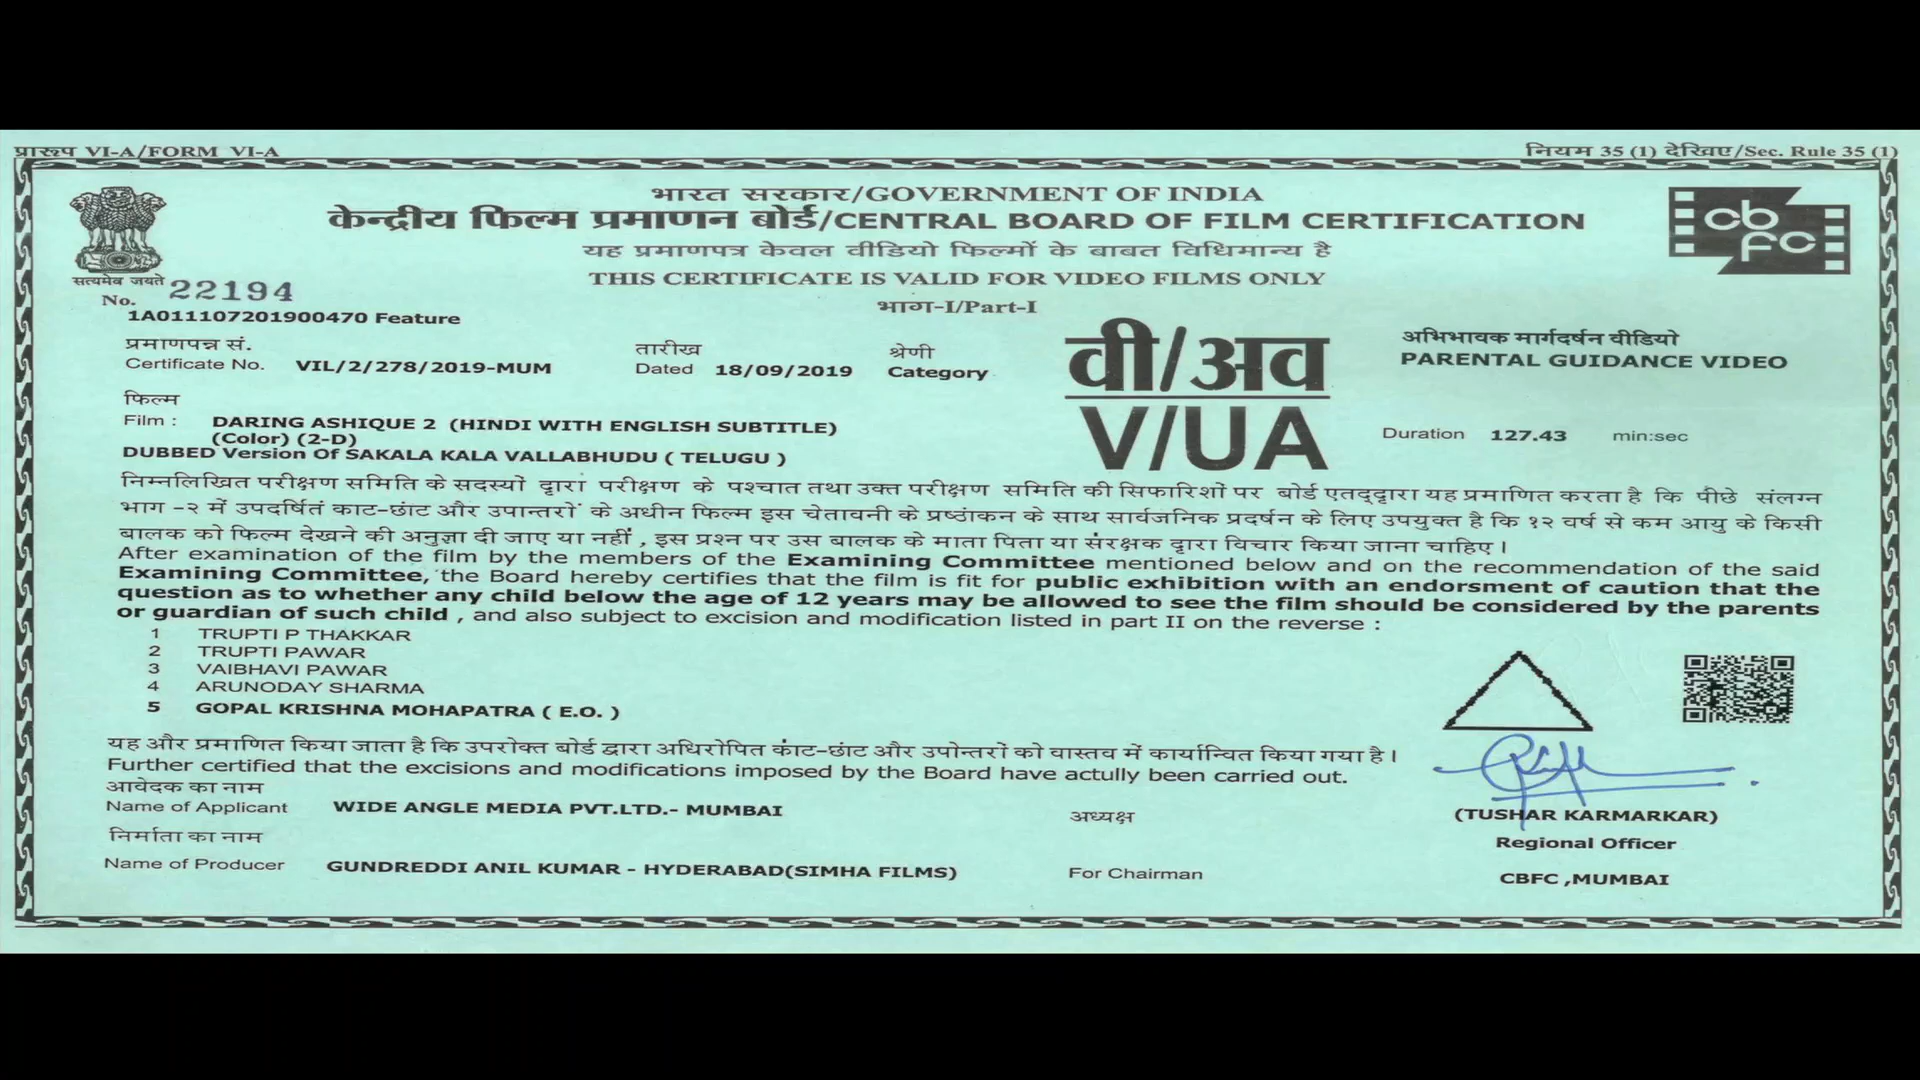 प्रारूप VI-A/FORM VI-A
नियम 35 (1) देखिए/Sec. Rule 35 (1)
भारत सरकार/GOVERNMENT OF INDIA
केन्द्रीय फिल्म प्रमाणन बोर्ड/CENTRAL BOARD OF FILM CERTIFICATION
cb
fc
यह प्रमाणपत्र केवल वीडियो फिल्मों के बाबत विधिमान्य है
THIS CERTIFICATE IS VALID FOR VIDEO FILMS ONLY
सत्यमेव जयते
No. 22194
भाग-I/Part-I
1A011107201900470 Feature
प्रमाणपत्र सं.
Certificate No. VIL/2/278/2019-MUM
तारीख
Dated 18/09/2019
श्रेणी
Category
वी/अव
V/UA
अभिभावक मार्गदर्षन वीडियो
PARENTAL GUIDANCE VIDEO
फिल्म
Film : DARING ASHIQUE 2 (HINDI WITH ENGLISH SUBTITLE)
(Color) (2-D)
Duration 127.43 min:sec
DUBBED Version Of SAKALA KALA VALLABHUDU ( TELUGU )
निम्नलिखित परीक्षण समिति के सदस्यों द्वारा परीक्षण के पश्चात तथा उक्त परीक्षण समिति की सिफारिशों पर बोर्ड एतद्द्वारा यह प्रमाणित करता है कि पीछे संलग्न
भाग -२ में उपदर्षित काट-छांट और उपान्तरों के अधीन फिल्म इस चेतावनी के प्रष्ठांकन के साथ सार्वजनिक प्रदर्षन के लिए उपयुक्त है कि १२ वर्ष से कम आयु के किसी
बालक को फिल्म देखने की अनुज्ञा दी जाए या नहीं , इस प्रश्न पर उस बालक के माता पिता या संरक्षक द्वारा विचार किया जाना चाहिए ।
After examination of the film by the members of the Examining Committee mentioned below and on the recommendation of the said
Examining Committee, the Board hereby certifies that the film is fit for public exhibition with an endorsment of caution that the
question as to whether any child below the age of 12 years may be allowed to see the film should be considered by the parents
or guardian of such child , and also subject to excision and modification listed in part II on the reverse :
1 TRUPTI P THAKKAR
2 TRUPTI PAWAR
3 VAIBHAVI PAWAR
4 ARUNODAY SHARMA
5 GOPAL KRISHNA MOHAPATRA ( E.O. )
यह और प्रमाणित किया जाता है कि उपरोक्त बोर्ड द्वारा अधिरोपित कांट-छांट और उपोन्तरों को वास्तव में कार्यान्वित किया गया है ।
Further certified that the excisions and modifications imposed by the Board have actully been carried out.
आवेदक का नाम
Name of Applicant WIDE ANGLE MEDIA PVT.LTD.- MUMBAI
अध्यक्ष
(TUSHAR KARMARKAR)
निर्माता का नाम
Regional Officer
Name of Producer GUNDREDDI ANIL KUMAR - HYDERABAD(SIMHA FILMS)
For Chairman
CBFC ,MUMBAI